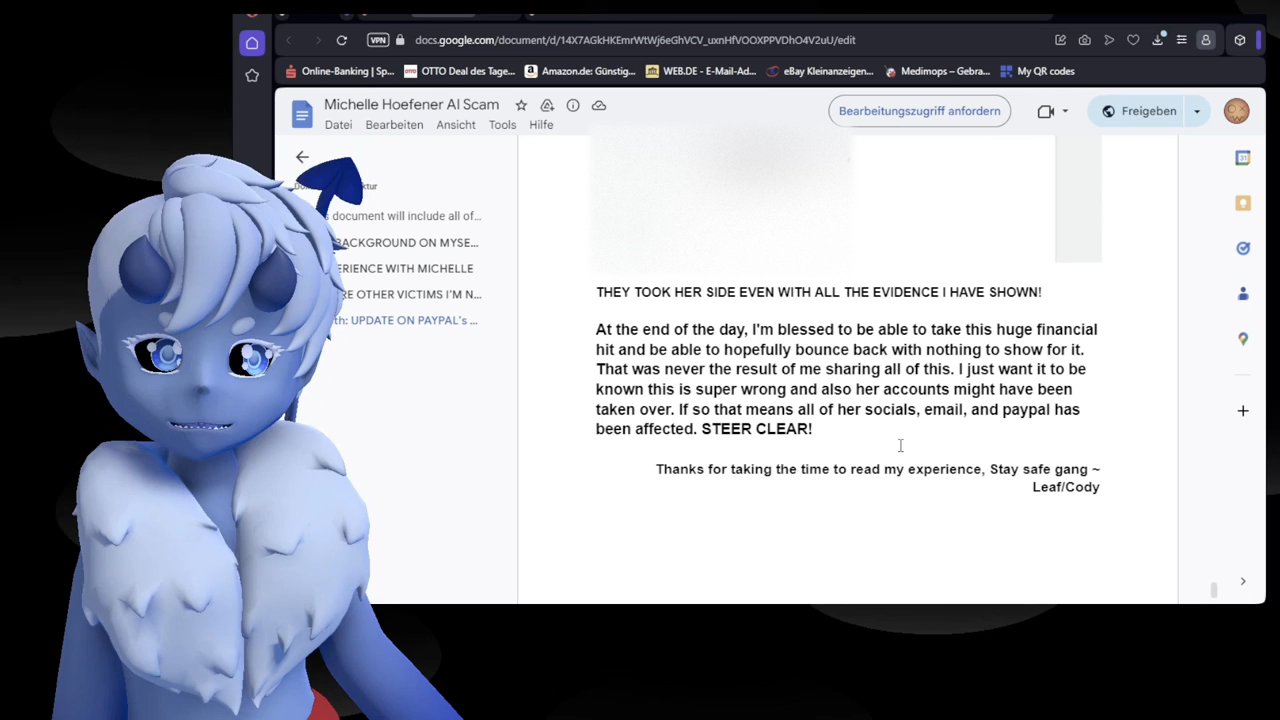 VPN
docs.google.com/document/d/14X7AGkHKEmrWtWj6eGhVCV_uxnHfVOOXPPVDhO4V2uU/edit
Online-Banking | Sp... OTTO Deal des Tage... Amazon.de: Günstig... WEB.DE - E-Mail-Ad... eBay Kleinanzeigen... Medimops – Gebra... My QR codes
Michelle Hoefener AI Scam
Bearbeitungszugriff anfordern
Freigeben
Datei Bearbeiten Ansicht Tools Hilfe
31
document will include all of...
BACKGROUND ON MYSE...
ERIENCE WITH MICHELLE
RE OTHER VICTIMS I'M N...
th: UPDATE ON PAYPAL's ...
THEY TOOK HER SIDE EVEN WITH ALL THE EVIDENCE I HAVE SHOWN!
At the end of the day, I'm blessed to be able to take this huge financial
hit and be able to hopefully bounce back with nothing to show for it.
That was never the result of me sharing all of this. I just want it to be
known this is super wrong and also her accounts might have been
taken over. If so that means all of her socials, email, and paypal has
been affected. STEER CLEAR!
Thanks for taking the time to read my experience, Stay safe gang ~
Leaf/Cody